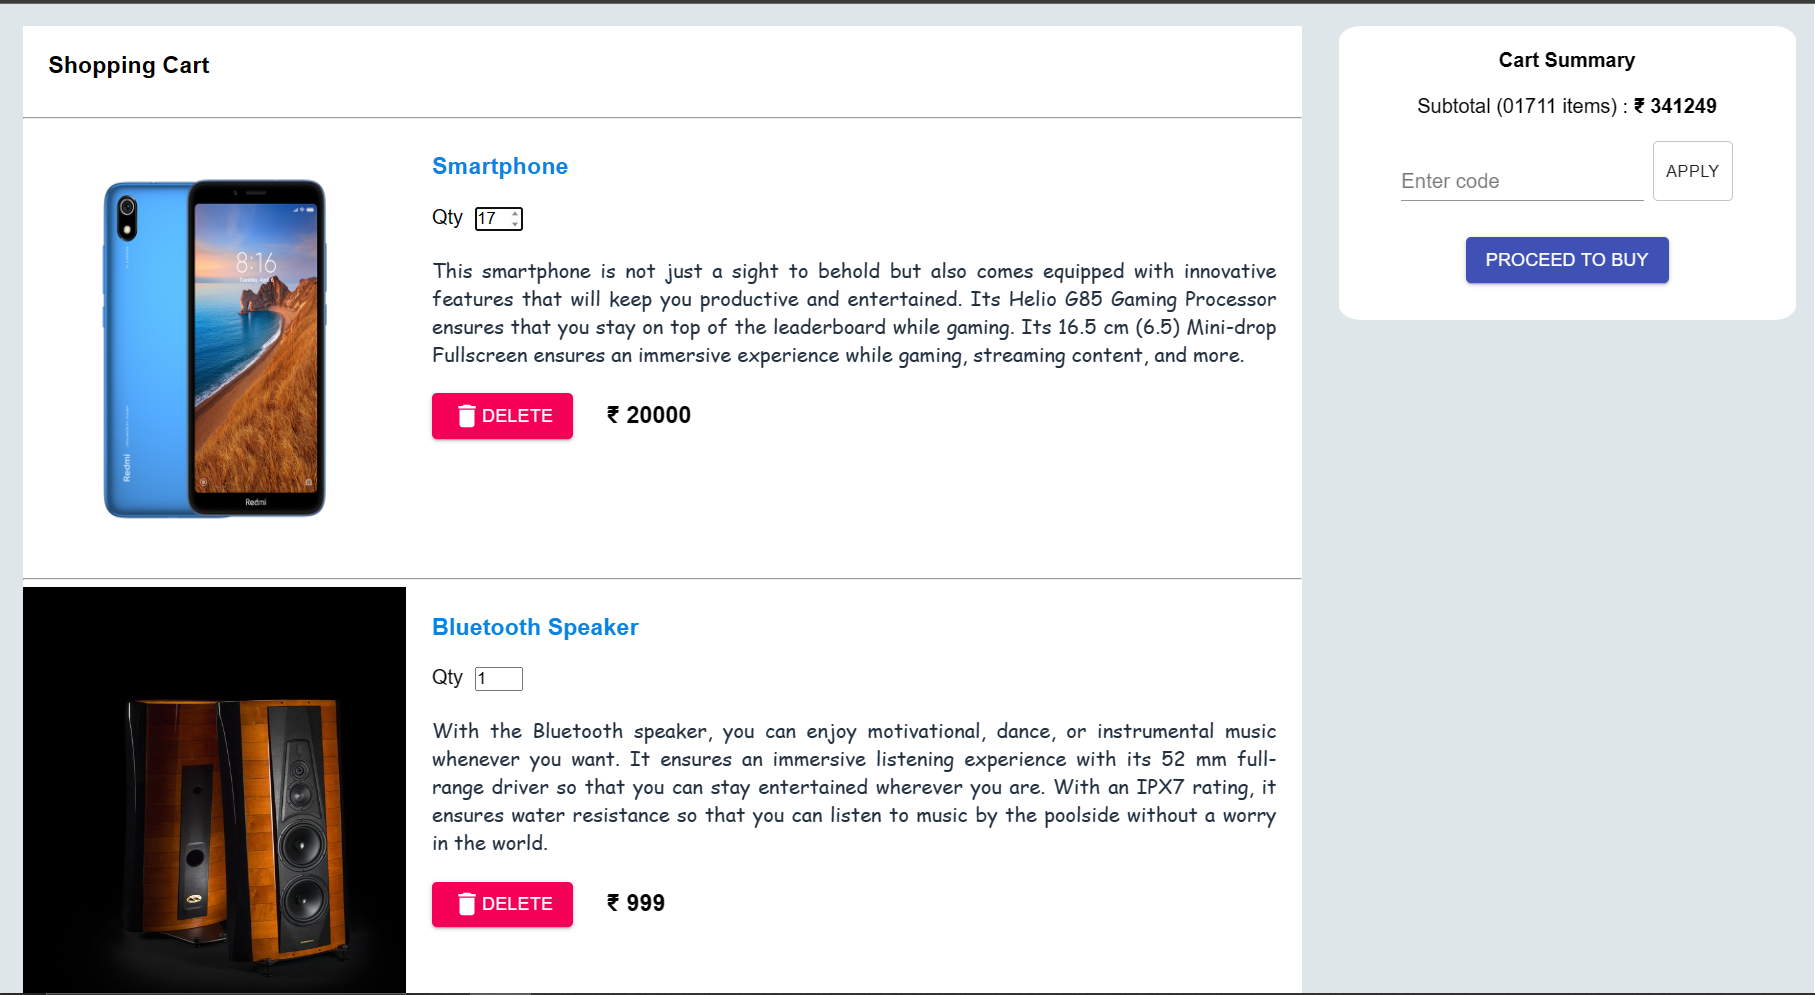 Shopping Cart
Smartphone
Qty 17
This smartphone is not just a sight to behold but also comes equipped with innovative
features that will keep you productive and entertained. Its Helio G85 Gaming Processor
ensures that you stay on top of the leaderboard while gaming. Its 16.5 cm (6.5) Mini-drop
Fullscreen ensures an immersive experience while gaming, streaming content, and more.
DELETE ₹ 20000
8:16
Redmi
Redmi
Bluetooth Speaker
Qty 1
With the Bluetooth speaker, you can enjoy motivational, dance, or instrumental music
whenever you want. It ensures an immersive listening experience with its 52 mm full-
range driver so that you can stay entertained wherever you are. With an IPX7 rating, it
ensures water resistance so that you can listen to music by the poolside without a worry
in the world.
DELETE ₹ 999
Cart Summary
Subtotal (01711 items) : ₹ 341249
Enter code
APPLY
PROCEED TO BUY